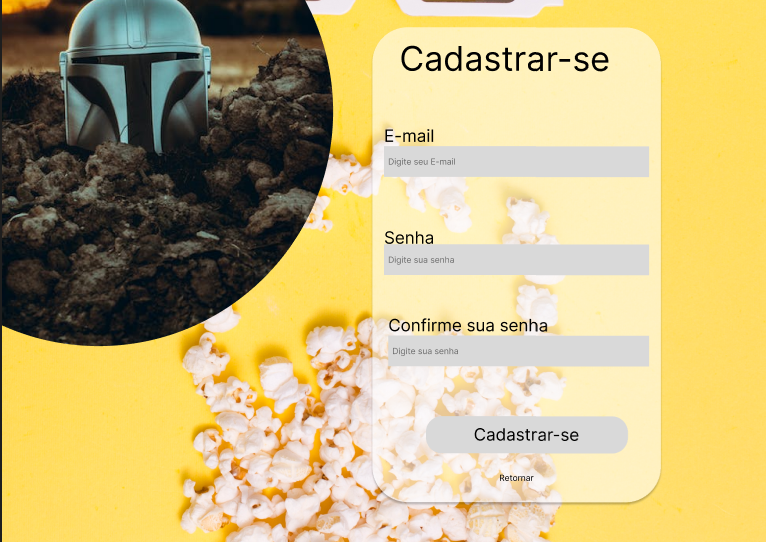 Cadastrar-se
E-mail
Digite seu E-mail
Senha
Digite sua senha
Confirme sua senha
Digite sua senha
Cadastrar-se
Retornar